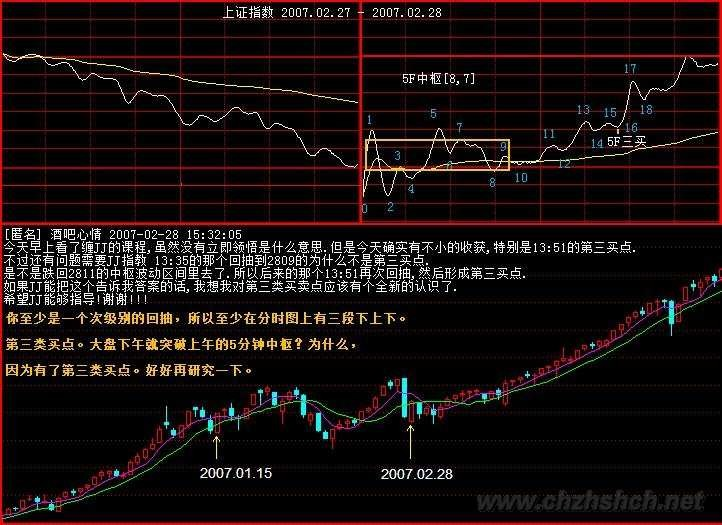 上证指数 2007.02.27 - 2007.02.28
5F中枢[8,7]
17
18
13
15
14
16
5F三买
1
5
7
3
6
9
11
12
4
8
10
0
2
[匿名] 酒吧心情 2007-02-28 15:32:05
今天早上看了缠JJ的课程,虽然没有立即领悟是什么意思.但是今天确实有不小的收获,特别是13:51的第三买点.
不过还有问题需要JJ指教 13:35的那个回抽到2809的为什么不是第三买点.
是不是跌回2811的中枢波动区间里去了.所以后来的那个13:51再次回抽,然后形成第三买点.
如果JJ能把这个告诉我答案的话,我想我对第三类买卖点应该有个全新的认识了.
希望JJ能够指导!谢谢!!!
你至少是一个次级别的回抽，所以至少在分时图上有三段下上下。
第三类买点。大盘下午就突破上午的5分钟中枢？为什么，
因为有了第三类买点。好好再研究一下。
2007.01.15
2007.02.28
www.chzhshch.net